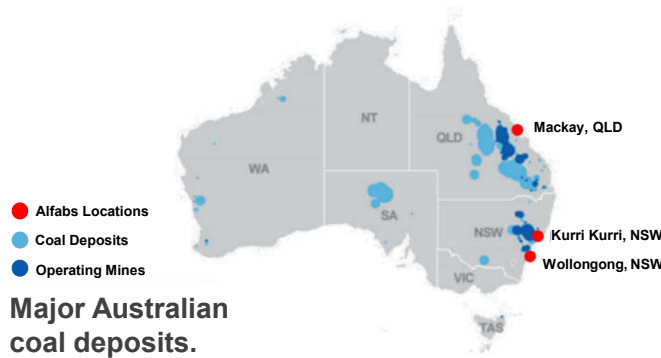 NT
QLD
Mackay, QLD
WA
Alfabs Locations
SA
Coal Deposits
NSW
Kurri Kurri, NSW
Operating Mines
Wollongong, NSW
VIC
Major Australian
coal deposits.
TAS